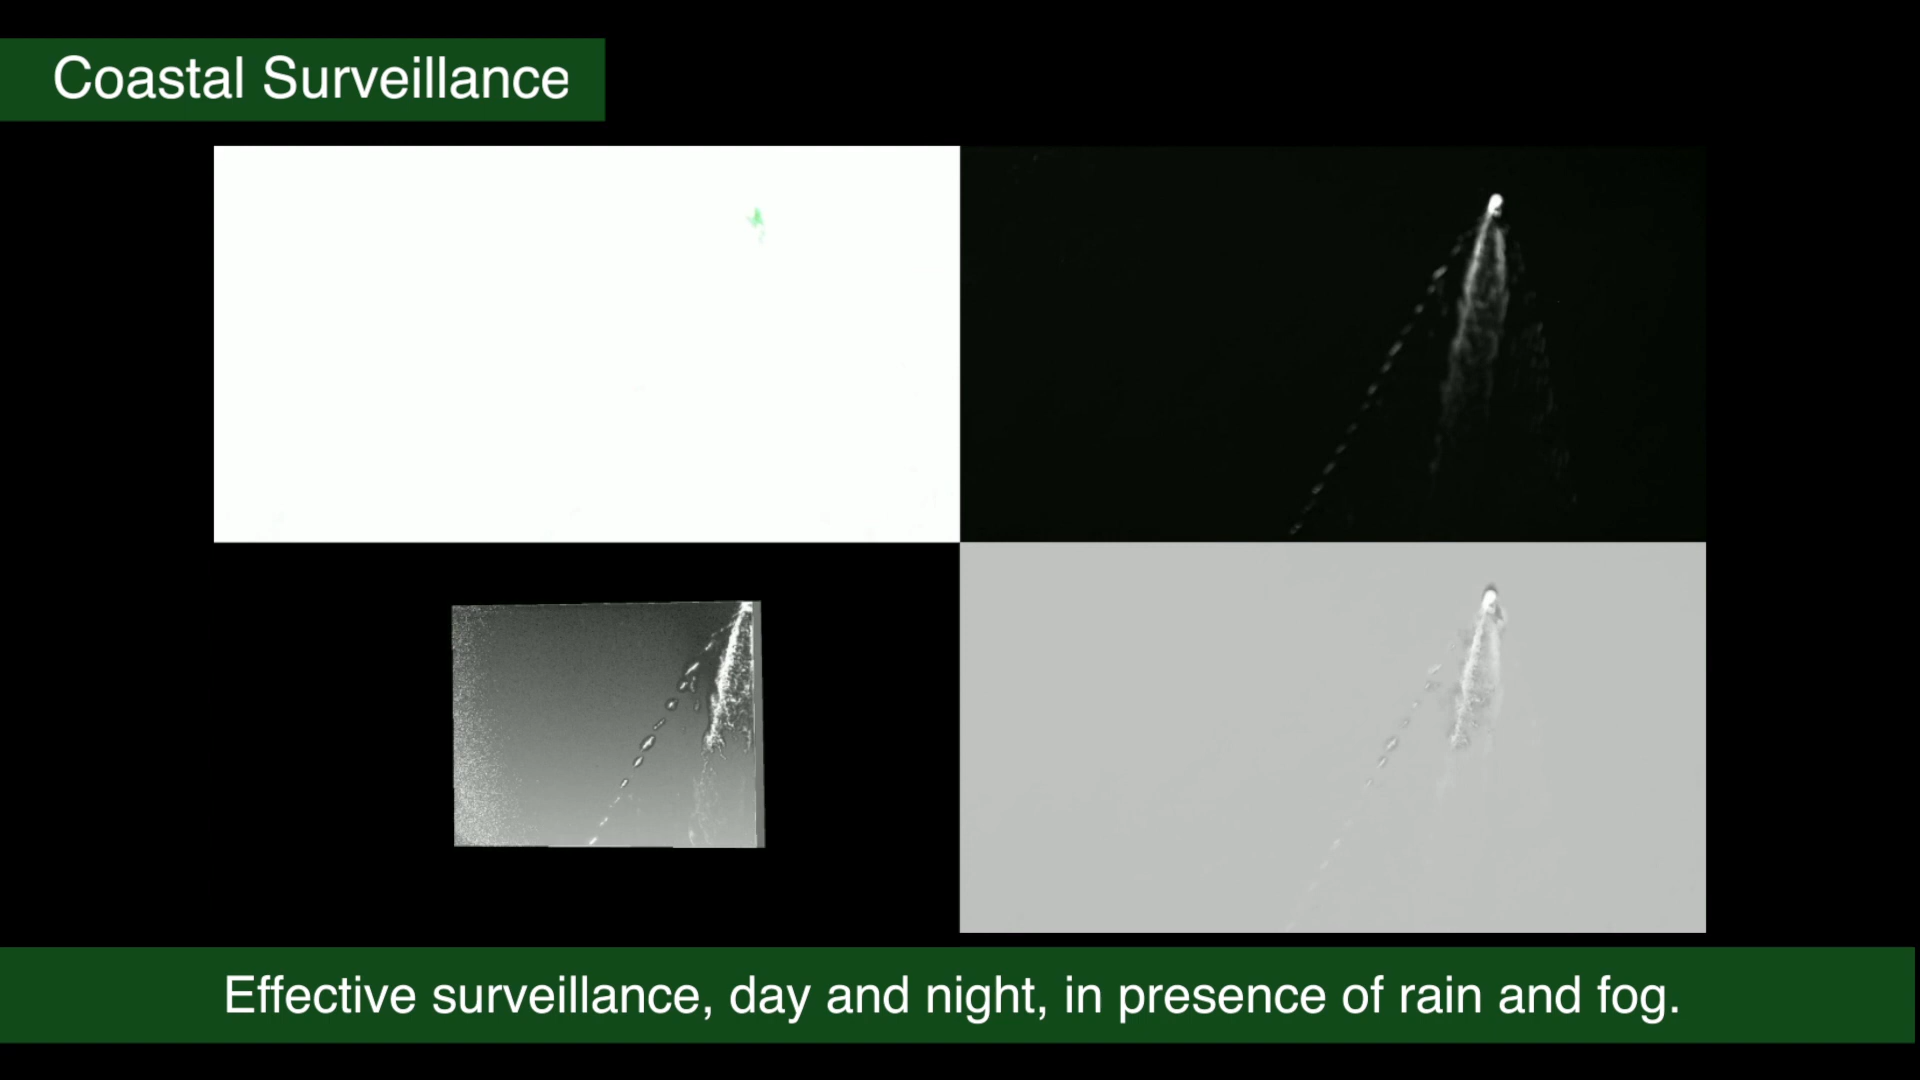 Coastal Surveillance
Effective surveillance, day and night, in presence of rain and fog.